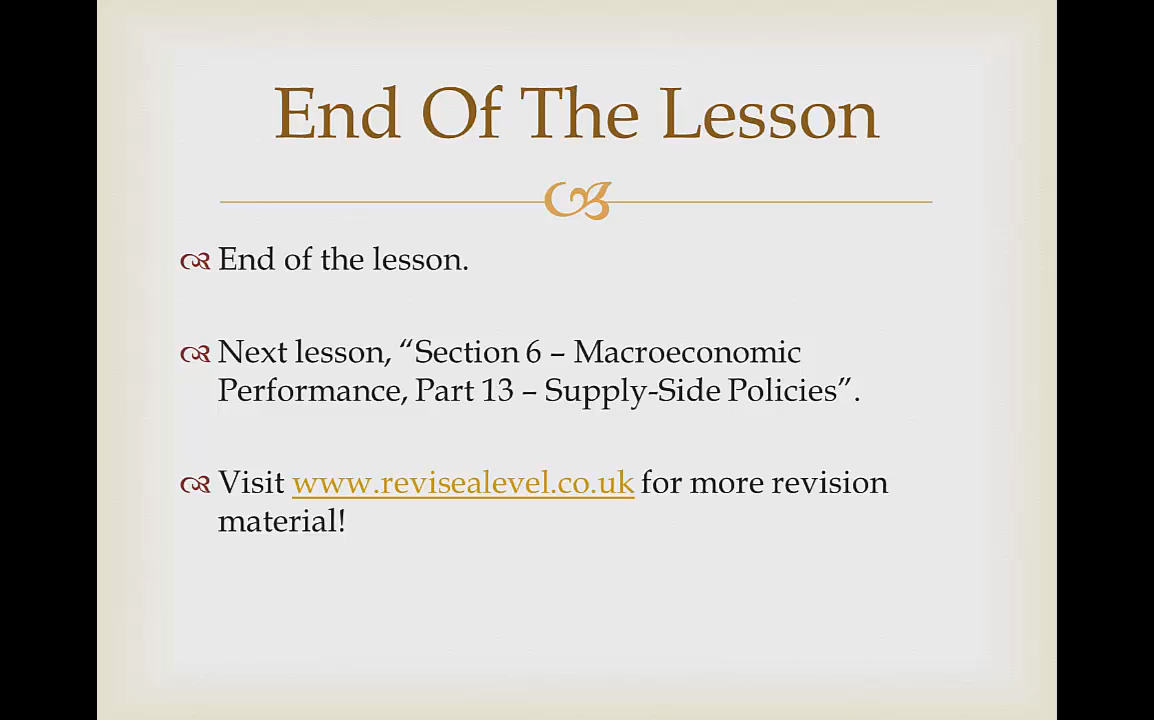 End Of The Lesson
End of the lesson.
Next lesson, “Section 6 – Macroeconomic
Performance, Part 13 – Supply-Side Policies”.
Visit www.revisealevel.co.uk for more revision
material!